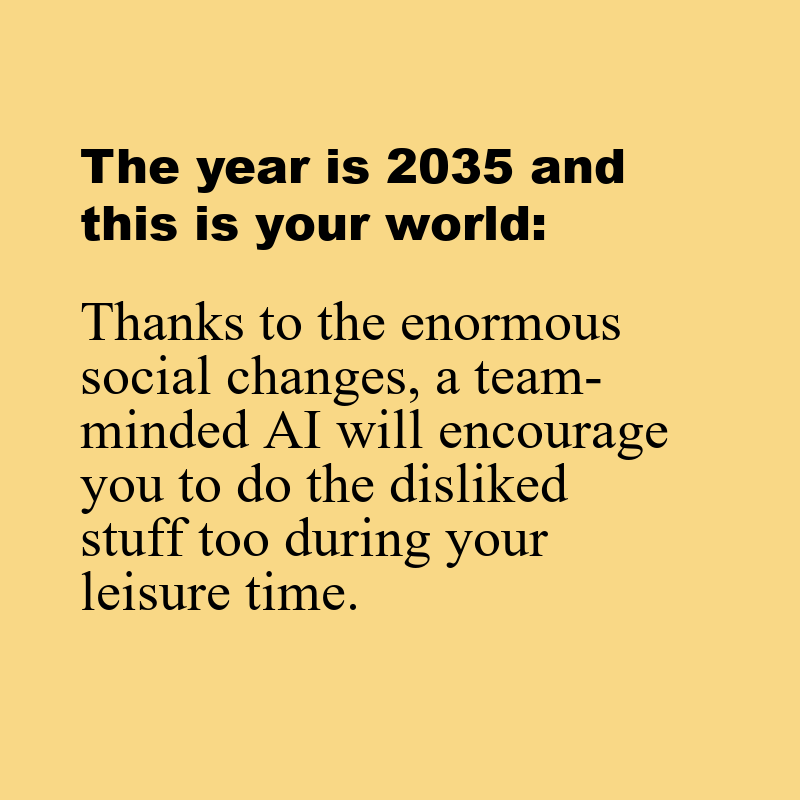 The year is 2035 and
this is your world:
Thanks to the enormous
social changes, a team-
minded AI will encourage
you to do the disliked
stuff too during your
leisure time.